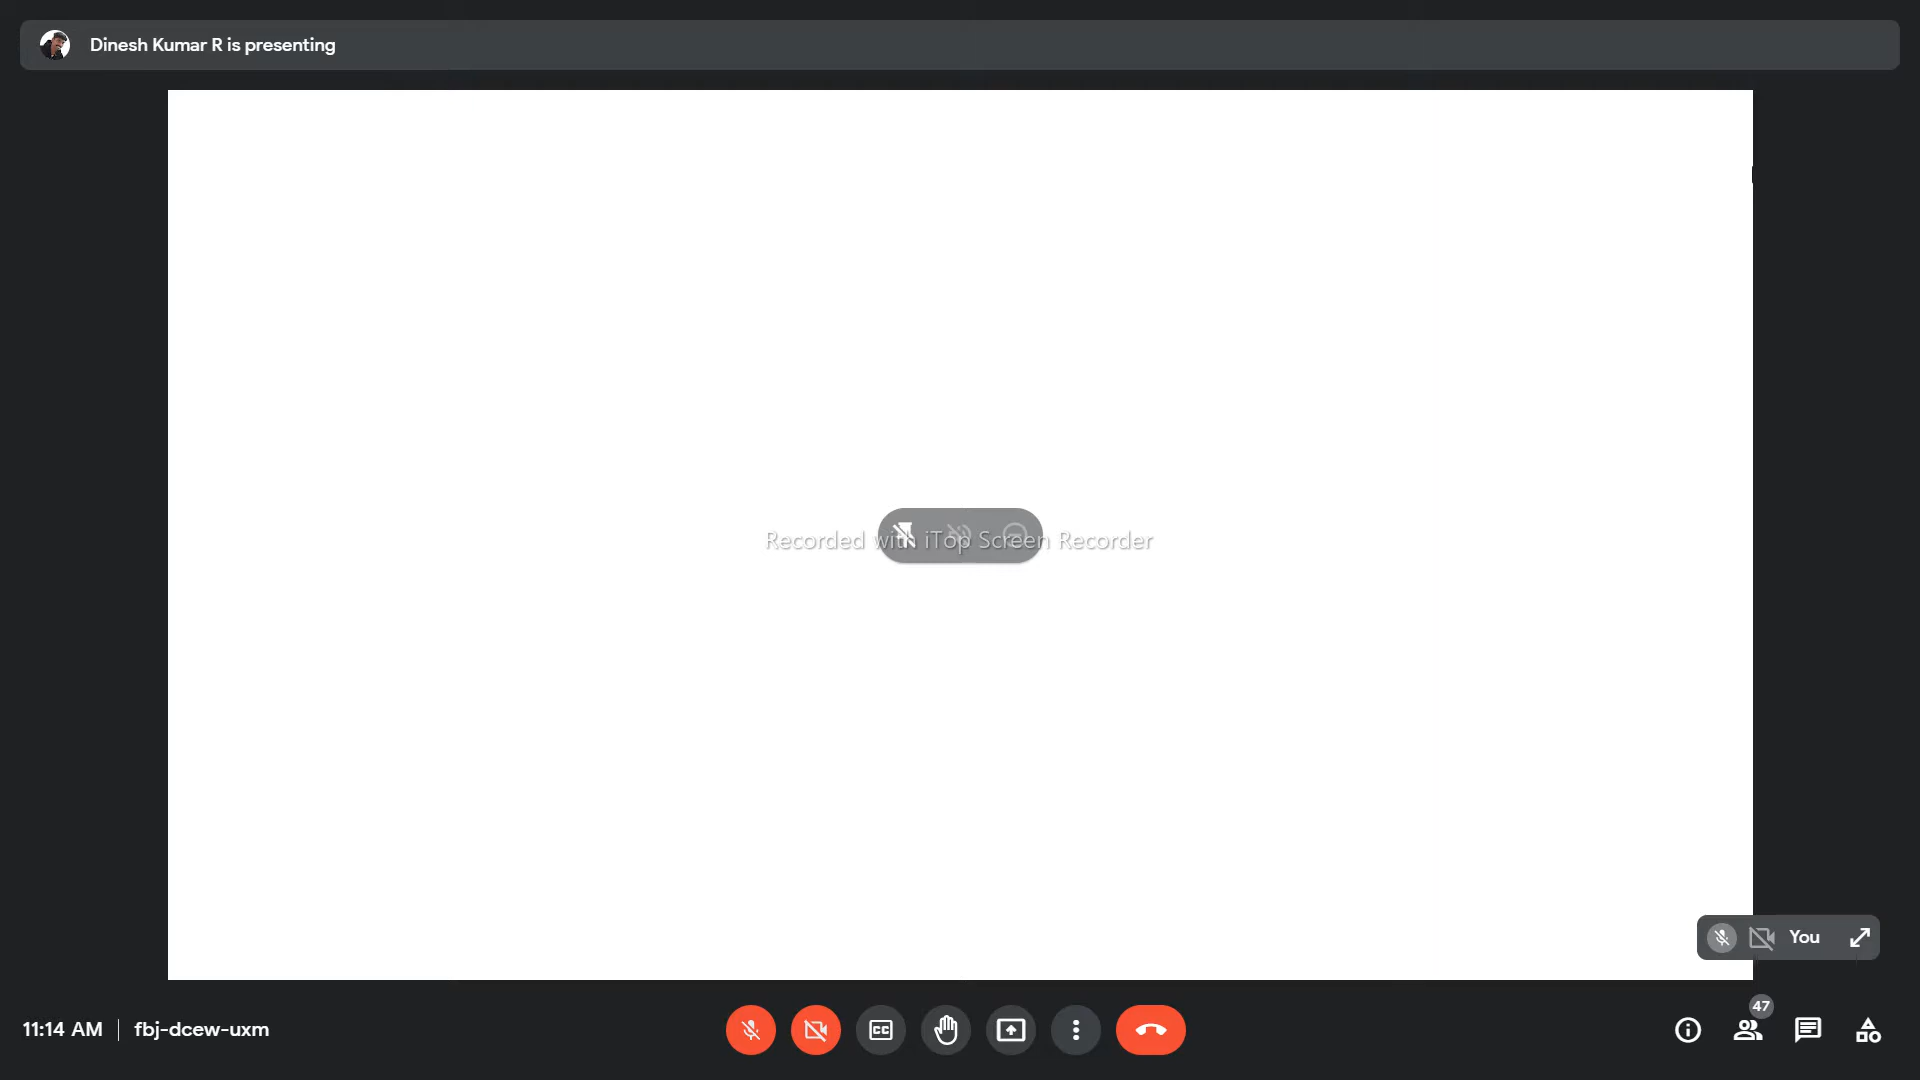 Dinesh Kumar R is presenting
Recorded with iTop Screen Recorder
You
47
11:14 AM
fbj-dcew-uxm